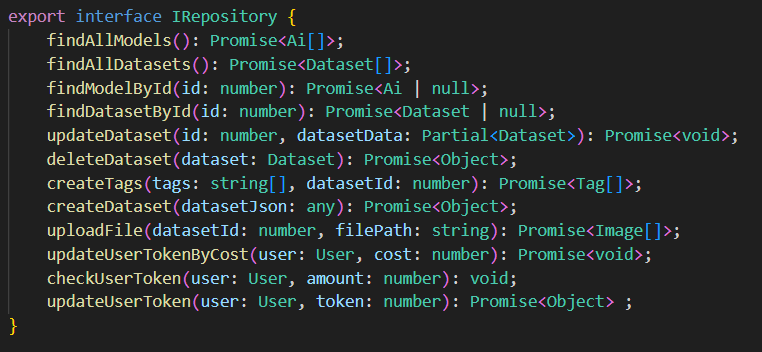 export interface IRepository {
    findAllModels(): Promise<Ai[]>;
    findAllDatasets(): Promise<Dataset[]>;
    findModelById(id: number): Promise<Ai | null>;
    findDatasetById(id: number): Promise<Dataset | null>;
    updateDataset(id: number, datasetData: Partial<Dataset>): Promise<void>;
    deleteDataset(dataset: Dataset): Promise<Object>;
    createTags(tags: string[], datasetId: number): Promise<Tag[]>;
    createDataset(datasetJson: any): Promise<Object>;
    uploadFile(datasetId: number, filePath: string): Promise<Image[]>;
    updateUserTokenByCost(user: User, cost: number): Promise<void>;
    checkUserToken(user: User, amount: number): void;
    updateUserToken(user: User, token: number): Promise<Object> ;
}